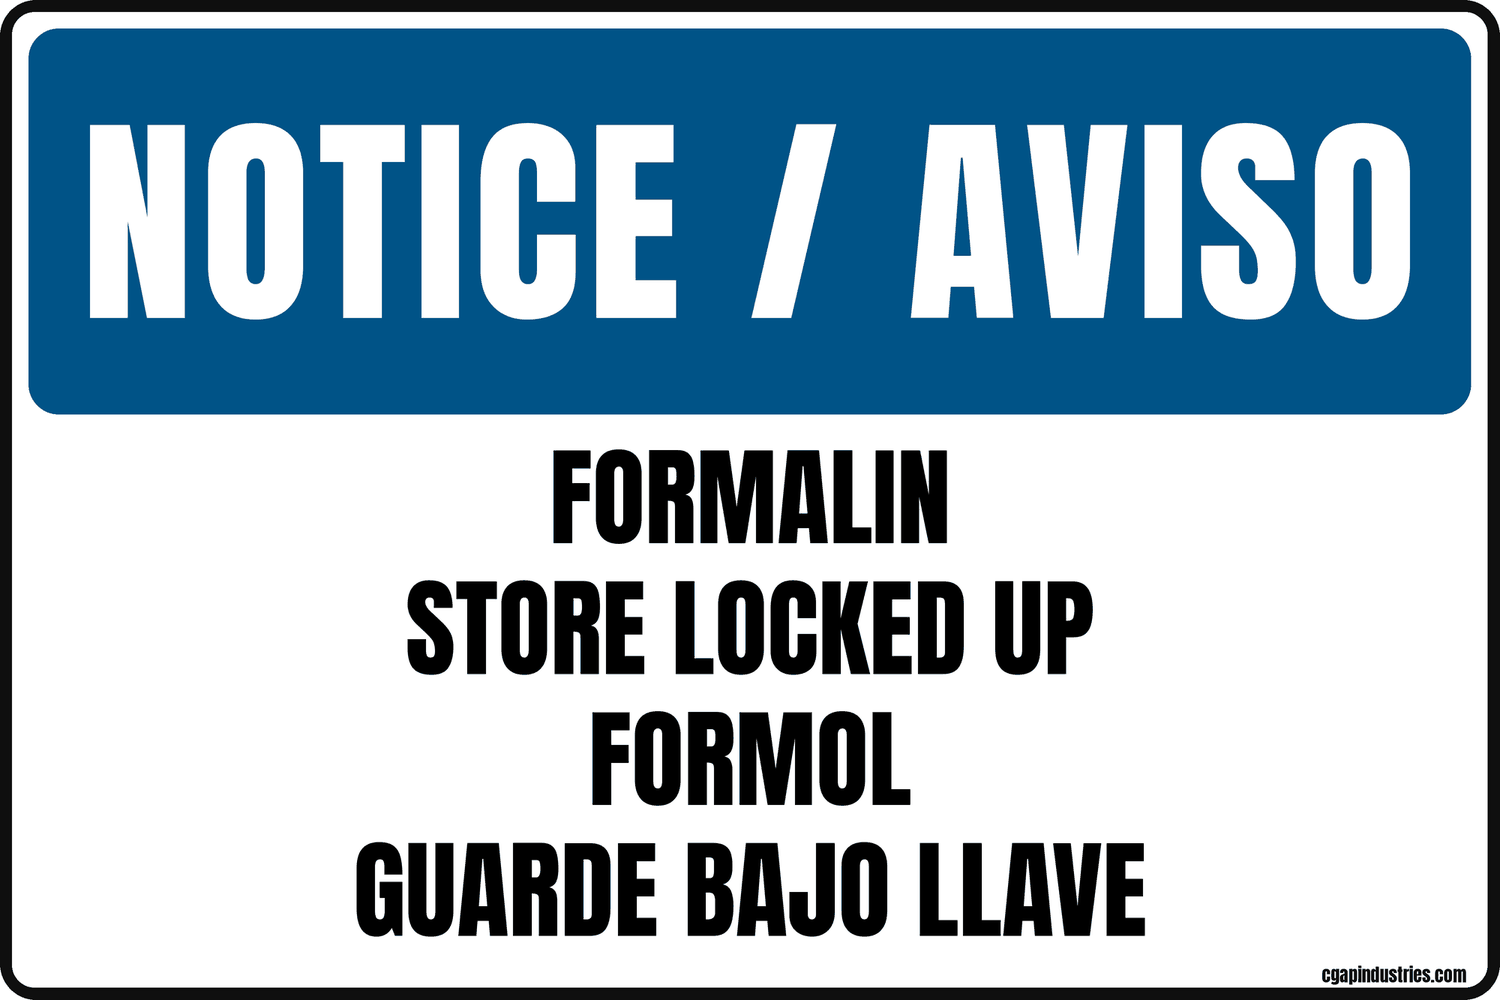 NOTICE / AVISO
FORMALIN
STORE LOCKED UP
FORMOL
GUARDE BAJO LLAVE
cgapindustries.com